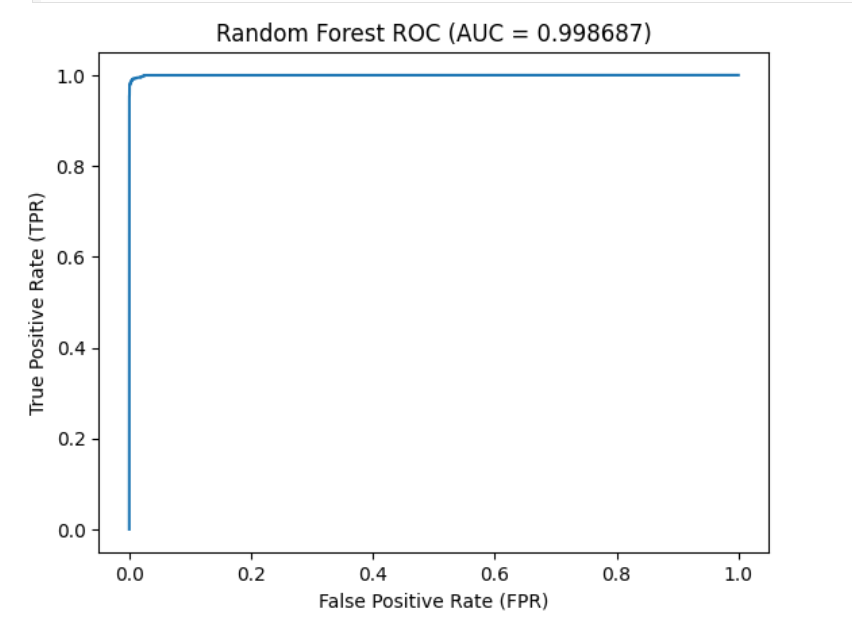 Random Forest ROC (AUC = 0.998687)
True Positive Rate (TPR)
1.0
0.8
0.6
0.4
0.2
0.0
0.0 0.2 0.4 0.6 0.8 1.0
False Positive Rate (FPR)